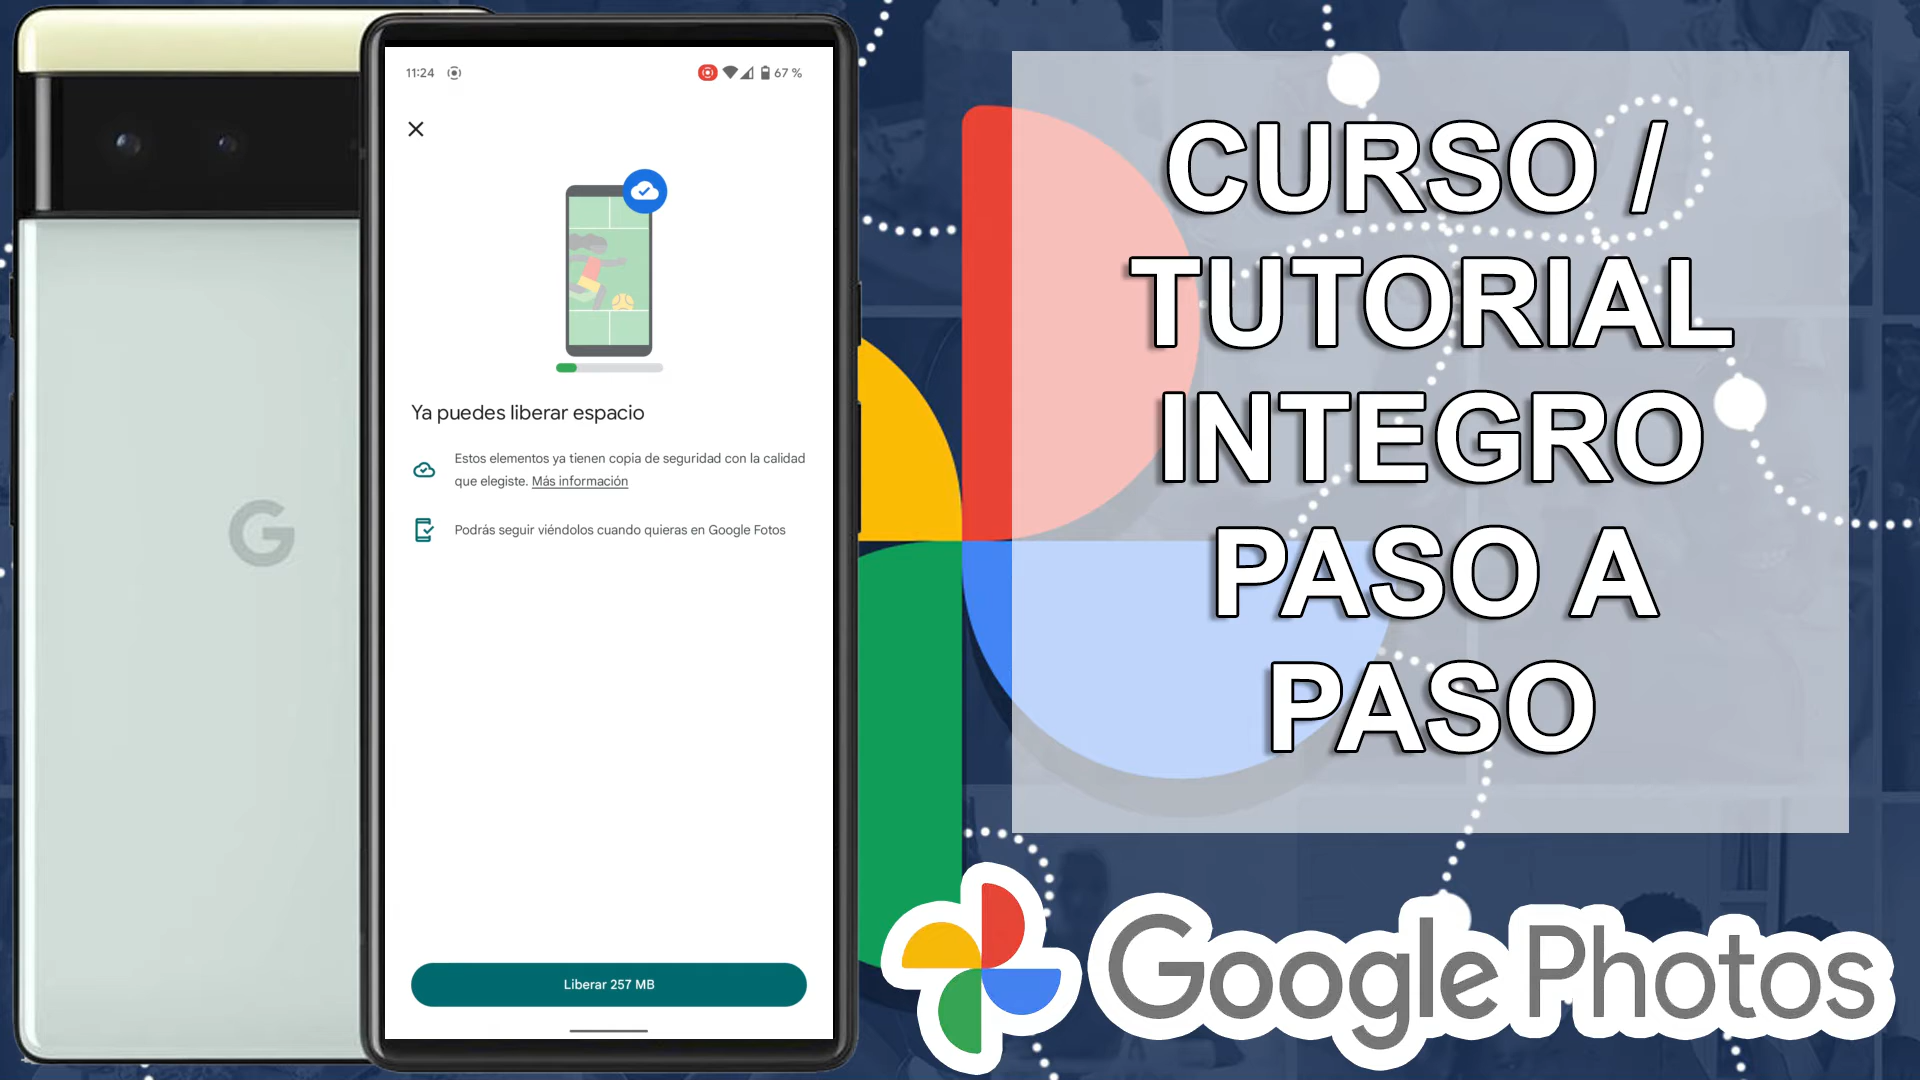 11:24
67 %
Ya puedes liberar espacio
Estos elementos ya tienen copia de seguridad con la calidad
que elegiste. Más información
Podrás seguir viéndolos cuando quieras en Google Fotos
Liberar 257 MB
G
CURSO /
TUTORIAL
INTEGRO
PASO A
PASO
Google Photos